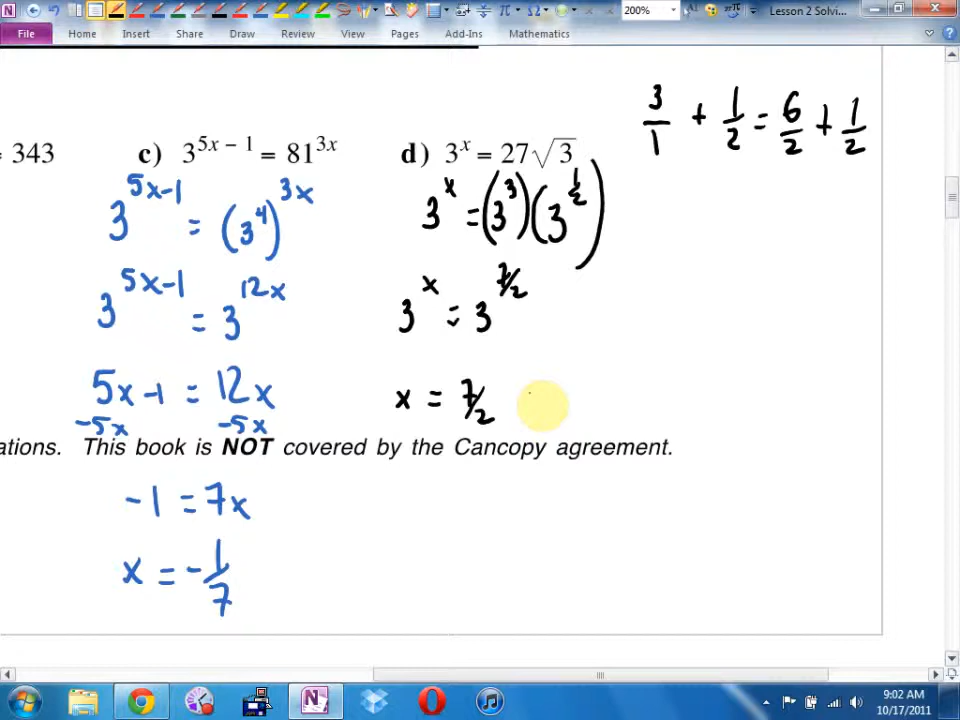 200% Lesson 2 Solvi...
File Home Insert Share Draw Review View Pages Add-Ins Mathematics
3/1 + 1/2 = 6/2 + 1/2
= 343 c) 3^{5x – 1} = 81^{3x} d) 3^x = 27√3
3^{5x-1} = (3^4)^{3x}
3^{5x-1} = 3^{12x}
5x -1 = 12x
-5x -5x
3^x = (3^3)(3^{1/2})
3^x = 3^{7/2}
x = 7/2
ations. This book is NOT covered by the Cancopy agreement.
-1 = 7x
x = -1/7
9:02 AM
10/17/2011